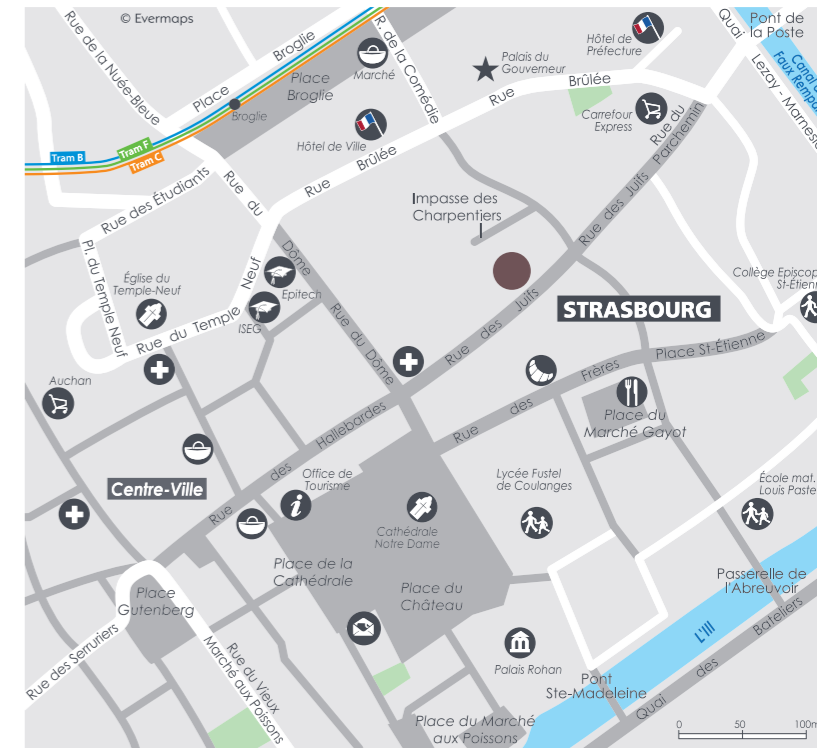 © Evermaps
Rue de la Nuée-Bleue
Place
Broglie
Place
Broglie
Broglie
Marché
R. de la Comédie
Palais du
Gouverneur
Hôtel de
Préfecture
Quai
Lezay - Marnesia
Pont de
la Poste
Canal d
Faux Rempa
Tram B
Tram F
Tram C
Hôtel de Ville
Rue
Brûlée
Rue
Brûlée
Carrefour
Express
Rue du
Parchemin
Rue des Étudiants
Rue du
Dôme
Rue du Dôme
Impasse des
Charpentiers
Rue des Juifs
Rue des Juifs
Pl. du Temple Neuf
Église du
Temple-Neuf
Rue du Temple
Neuf
Epitech
ISEG
STRASBOURG
Collège Episcop
St-Étienn
Place St-Étienne
Auchan
Rue des
Frères
Place du
Marché Gayot
Rue des
Hallebardes
Centre-Ville
Office de
Tourisme
i
Cathédrale
Notre Dame
Lycée Fustel
de Coulanges
École mat.
Louis Paste
Place de la
Cathédrale
Place du
Château
Place
Gutenberg
Rue des Serruriers
Rue du Vieux
Marché aux Poissons
Palais Rohan
Pont
Ste-Madeleine
Passerelle de
l'Abreuvoir
L'Ill
Quai des
Bateliers
Place du Marché
aux Poissons
0 50 100m